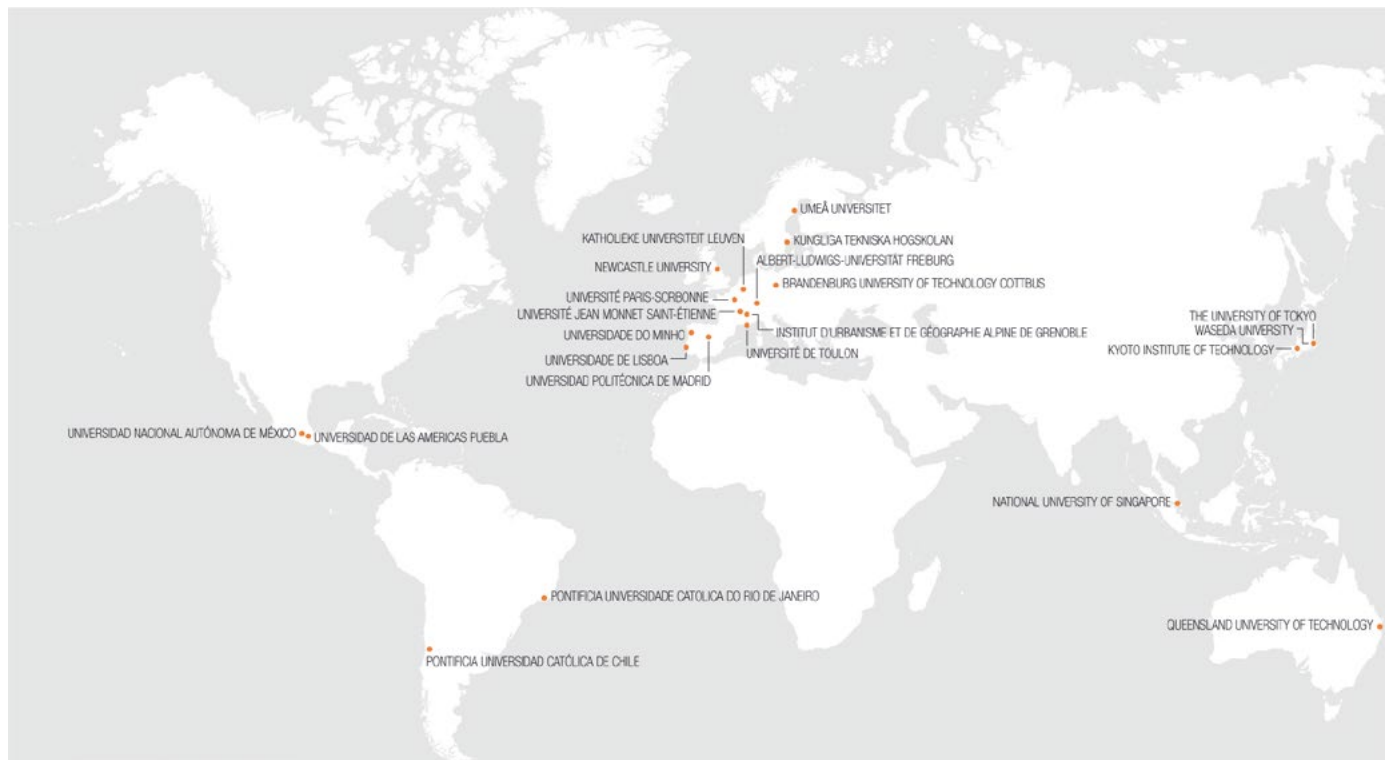 UMEÅ UNIVERSITET
KATHOLIEKE UNIVERSITEIT LEUVEN
KUNGLIGA TEKNISKA HOGSKOLAN
ALBERT-LUDWIGS-UNIVERSITÄT FREIBURG
NEWCASTLE UNIVERSITY
BRANDENBURG UNIVERSITY OF TECHNOLOGY COTTBUS
UNIVERSITÉ PARIS-SORBONNE
UNIVERSITÉ JEAN MONNET SAINT-ÉTIENNE
INSTITUT D'URBANISME ET DE GÉOGRAPHE ALPINE DE GRENOBLE
UNIVERSIDADE DO MINHO
UNIVERSITÉ DE TOULON
UNIVERSIDADE DE LISBOA
UNIVERSIDAD POLITÉCNICA DE MADRID
THE UNIVERSITY OF TOKYO
WASEDA UNIVERSITY
KYOTO INSTITUTE OF TECHNOLOGY
UNIVERSIDAD NACIONAL AUTÓNOMA DE MÉXICO
UNIVERSIDAD DE LAS AMERICAS PUEBLA
NATIONAL UNIVERSITY OF SINGAPORE
PONTIFICIA UNIVERSIDADE CATOLICA DO RIO DE JANEIRO
QUEENSLAND UNIVERSITY OF TECHNOLOGY
PONTIFICIA UNIVERSIDAD CATÓLICA DE CHILE